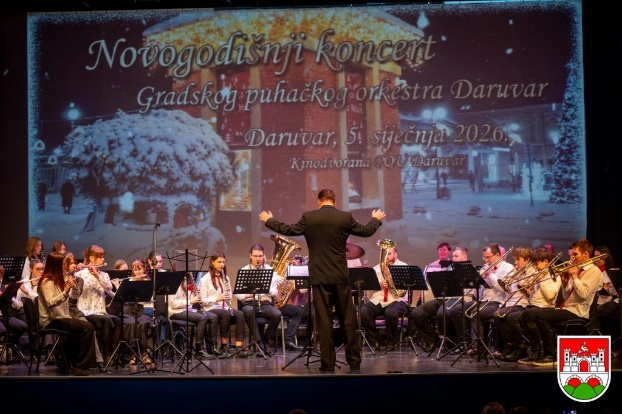 Novogodišnji koncert
Gradskog puhačkog orkestra Daruvar
Daruvar, 5. siječnja 2026.
Kinodvorana POU Daruvar